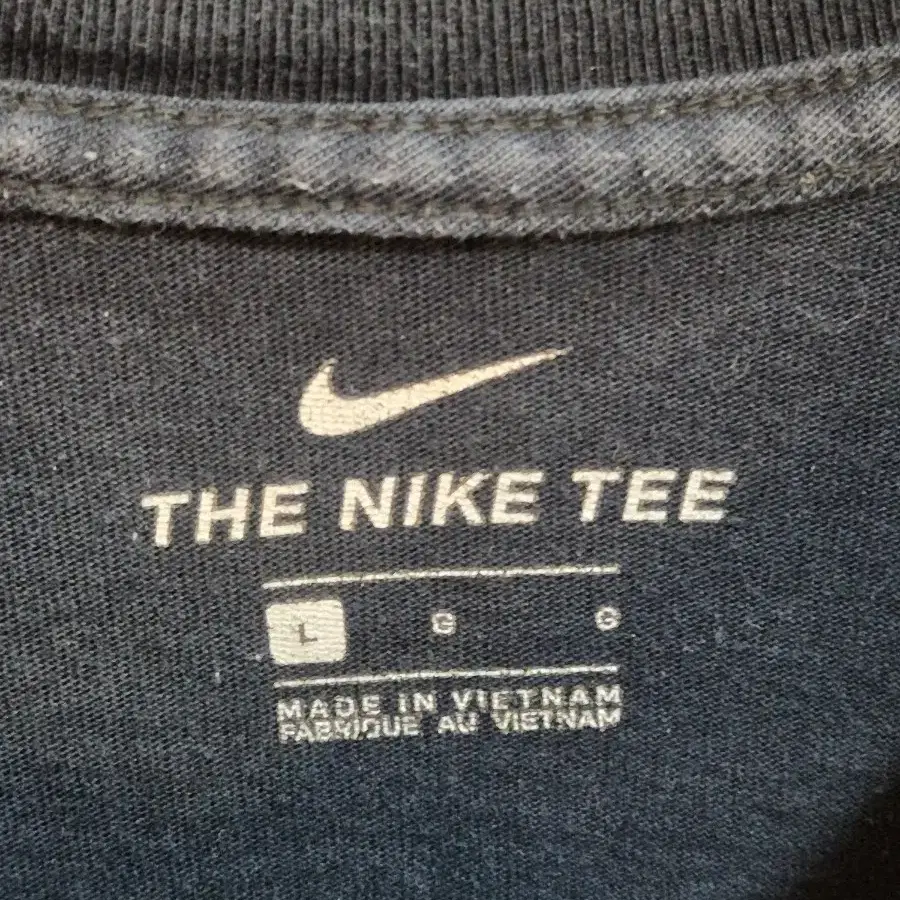 THE NIKE TEE
L G G
MADE IN VIETNAM
FABRIQUE AU VIETNAM